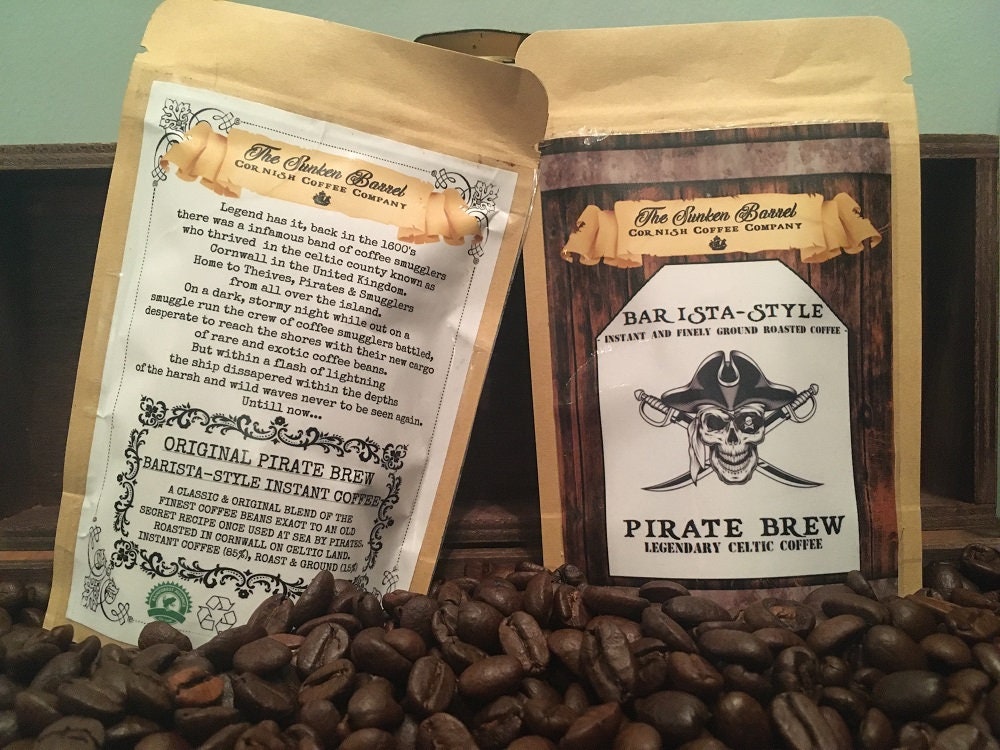 The Sunken Barrel
CORNISH COFFEE COMPANY
Legend has it, back in the 1600's
there was a infamous band of coffee smugglers
who thrived in the celtic county known as
Cornwall in the United Kingdom.
Home to Theives, Pirates & Smugglers
from all over the island.
On a dark, stormy night while out on a
smuggle run the crew of coffee smugglers battled,
desperate to reach the shores with their new cargo
of rare and exotic coffee beans.
But within a flash of lightning
the ship dissapered within the depths
of the harsh and wild waves never to be seen again.
Untill now...
ORIGINAL PIRATE BREW
BARISTA-STYLE INSTANT COFFEE
A CLASSIC & ORIGINAL BLEND OF THE
FINEST COFFEE BEANS EXACT TO AN OLD
SECRET RECIPE ONCE USED AT SEA BY PIRATES.
ROASTED IN CORNWALL ON CELTIC LAND.
INSTANT COFFEE (85%), ROAST & GROUND (15%)
The Sunken Barrel
CORNISH COFFEE COMPANY
BARISTA-STYLE
- INSTANT AND FINELY GROUND ROASTED COFFEE -
PIRATE BREW
LEGENDARY CELTIC COFFEE